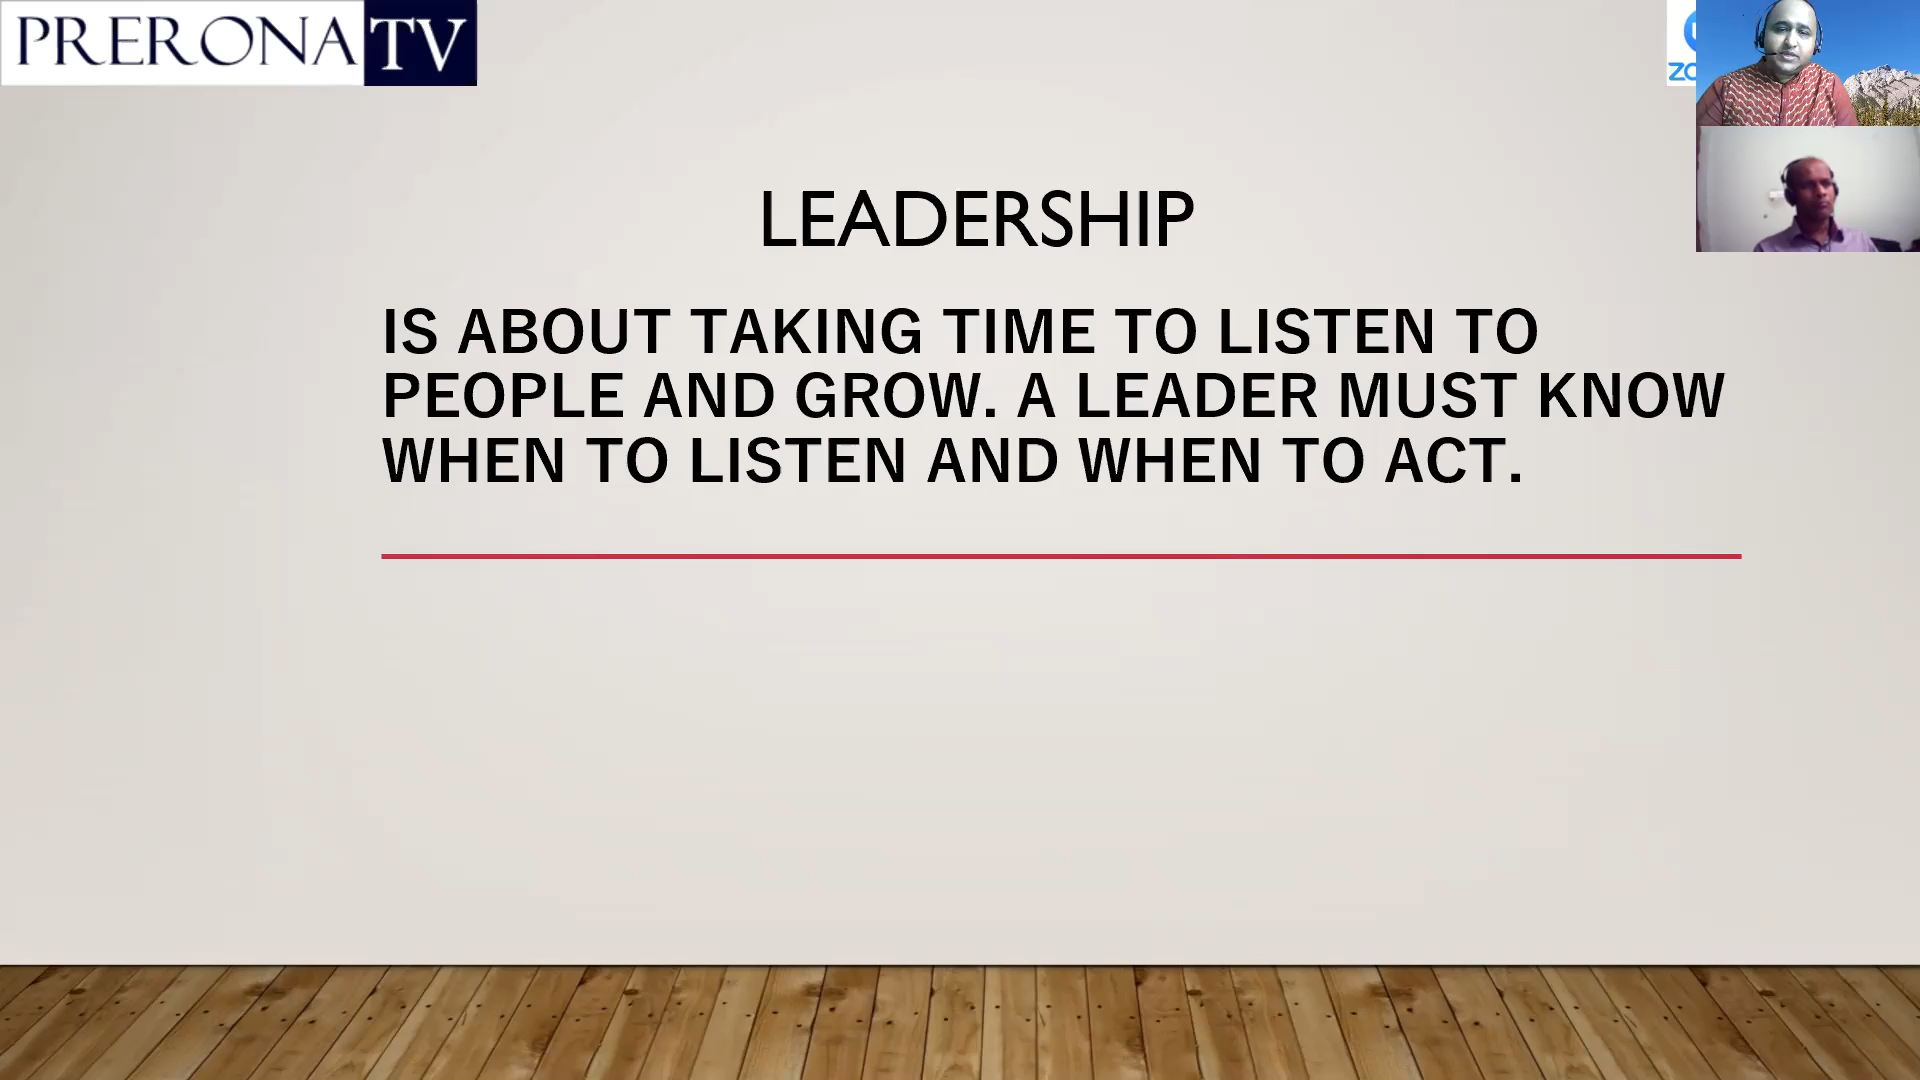 PRERONA TV
LEADERSHIP
IS ABOUT TAKING TIME TO LISTEN TO
PEOPLE AND GROW. A LEADER MUST KNOW
WHEN TO LISTEN AND WHEN TO ACT.